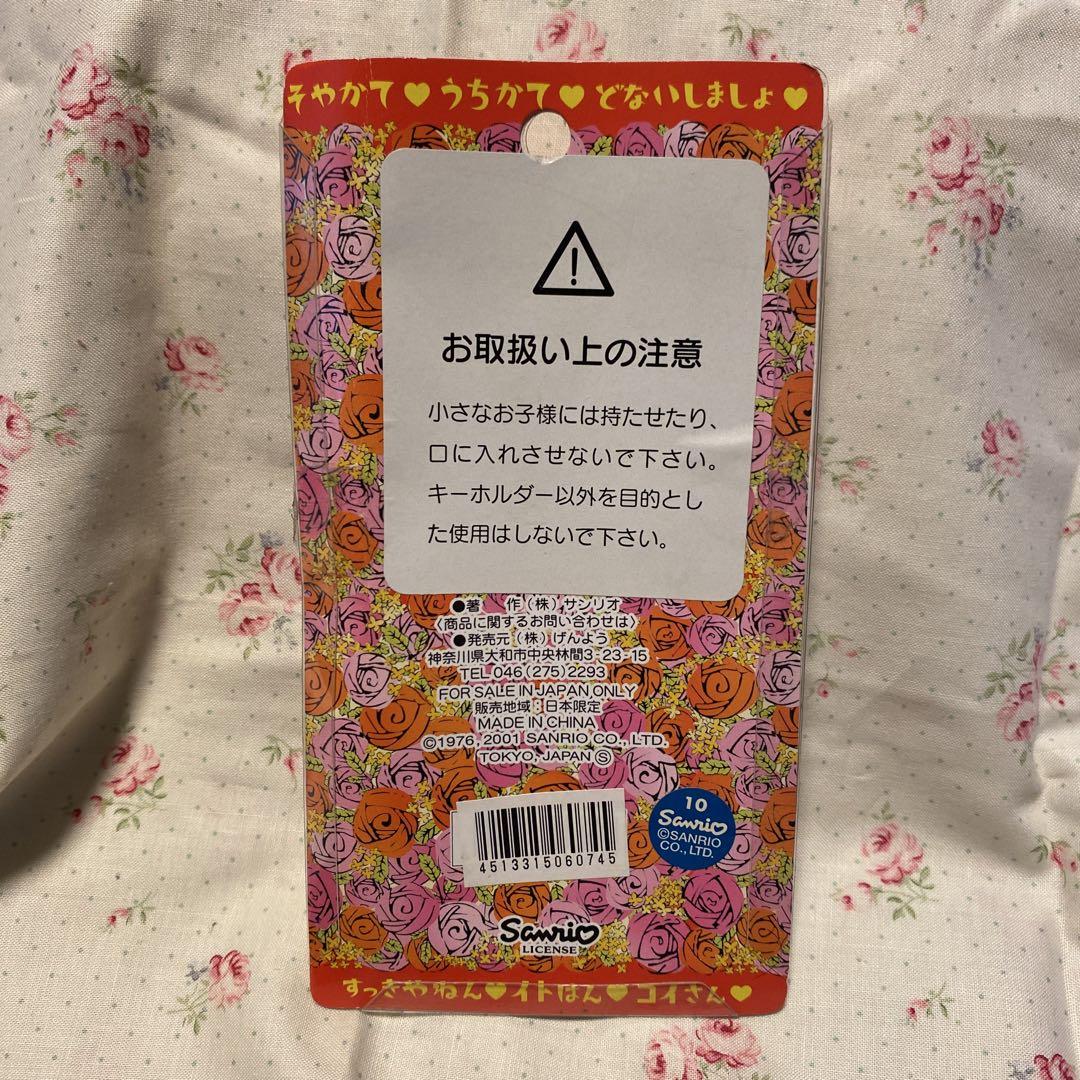 そやかて♥うちかて♥どないしましょ♥
お取扱い上の注意
小さなお子様には持たせたり、
口に入れさせないで下さい。
キーホルダー以外を目的とし
た使用はしないで下さい。
●著　作(株)サンリオ
〈商品に関するお問い合わせは〉
●発売元(株)げんよう
神奈川県大和市中央林間3-23-15
TEL 046(275)2293
FOR SALE IN JAPAN ONLY
販売地域:日本限定
MADE IN CHINA
©1976, 2001 SANRIO CO., LTD.
TOKYO, JAPAN Ⓢ
10
Sanrio
©SANRIO
CO., LTD.
4513315060745
Sanrio
LICENSE
すっきやねん♥イトはん♥コイさん♥